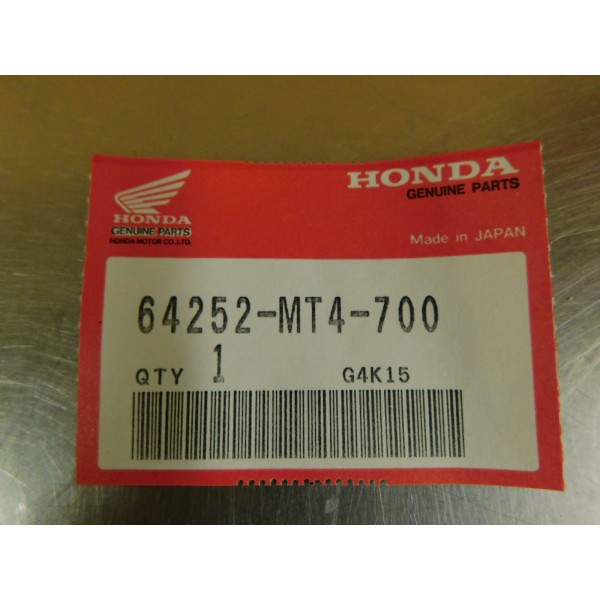 HONDA
GENUINE PARTS
HONDA MOTOR CO., LTD.
HONDA
GENUINE PARTS
Made in JAPAN
64252-MT4-700
QTY 1 G4K15